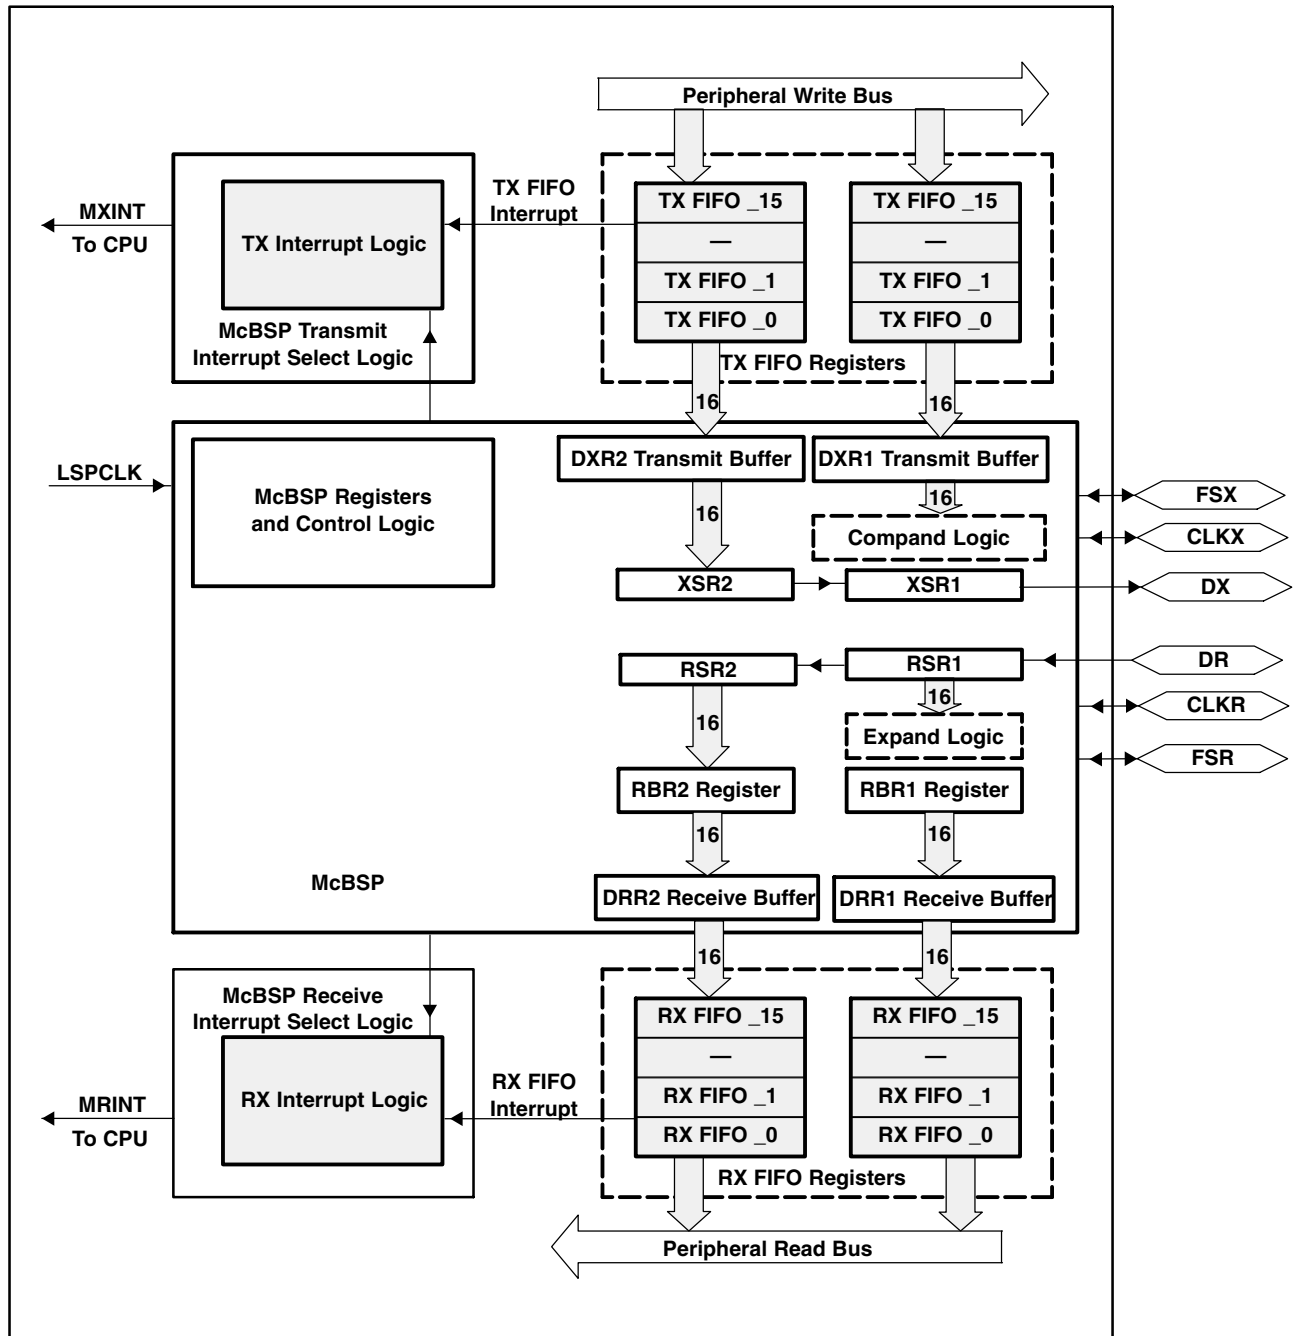 Peripheral Write Bus
TX FIFO
Interrupt
MXINT
To CPU
TX Interrupt Logic
McBSP Transmit
Interrupt Select Logic
TX FIFO _15
—
TX FIFO _1
TX FIFO _0
TX FIFO _15
—
TX FIFO _1
TX FIFO _0
TX FIFO Registers
16
16
LSPCLK
McBSP Registers
and Control Logic
DXR2 Transmit Buffer
DXR1 Transmit Buffer
16
16
Compand Logic
XSR2
XSR1
FSX
CLKX
DX
RSR2
RSR1
DR
16
16
Expand Logic
CLKR
FSR
RBR2 Register
RBR1 Register
16
16
McBSP
DRR2 Receive Buffer
DRR1 Receive Buffer
16
16
McBSP Receive
Interrupt Select Logic
RX Interrupt Logic
MRINT
To CPU
RX FIFO
Interrupt
RX FIFO _15
—
RX FIFO _1
RX FIFO _0
RX FIFO _15
—
RX FIFO _1
RX FIFO _0
RX FIFO Registers
Peripheral Read Bus